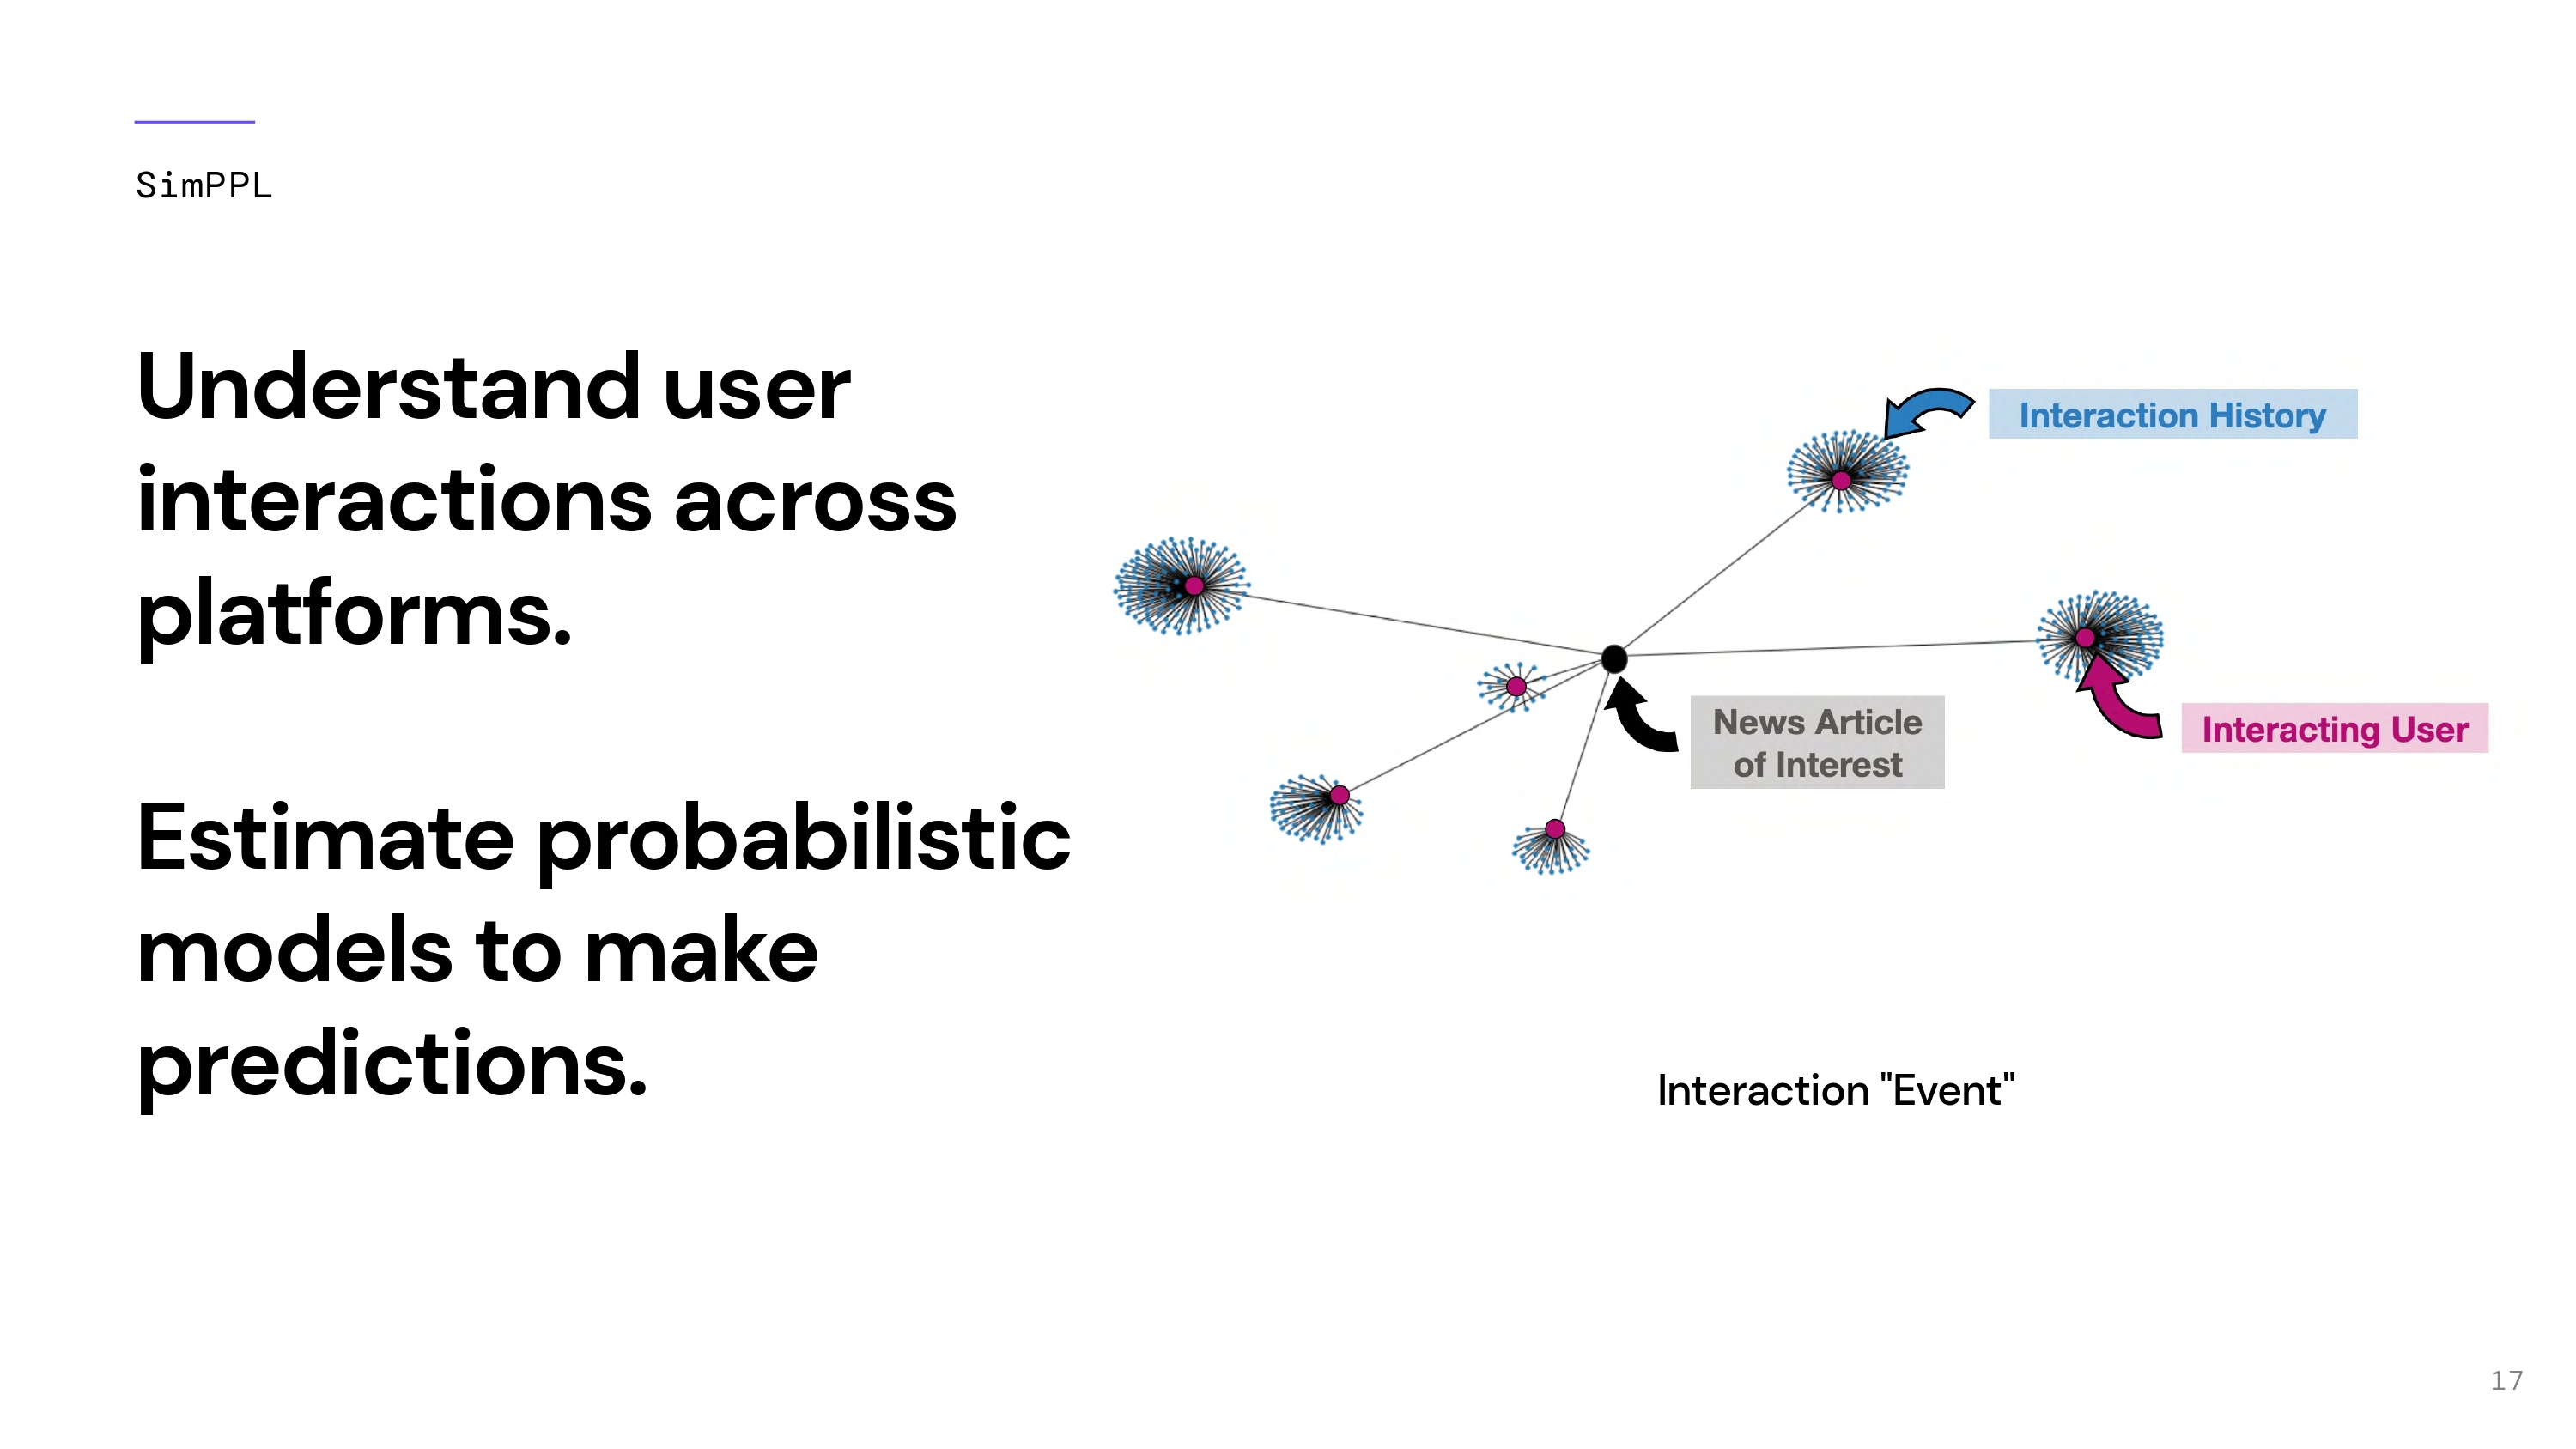 SimPPL
Understand user
interactions across
platforms.
Estimate probabilistic
models to make
predictions.
Interaction History
News Article
of Interest
Interacting User
Interaction "Event"
17